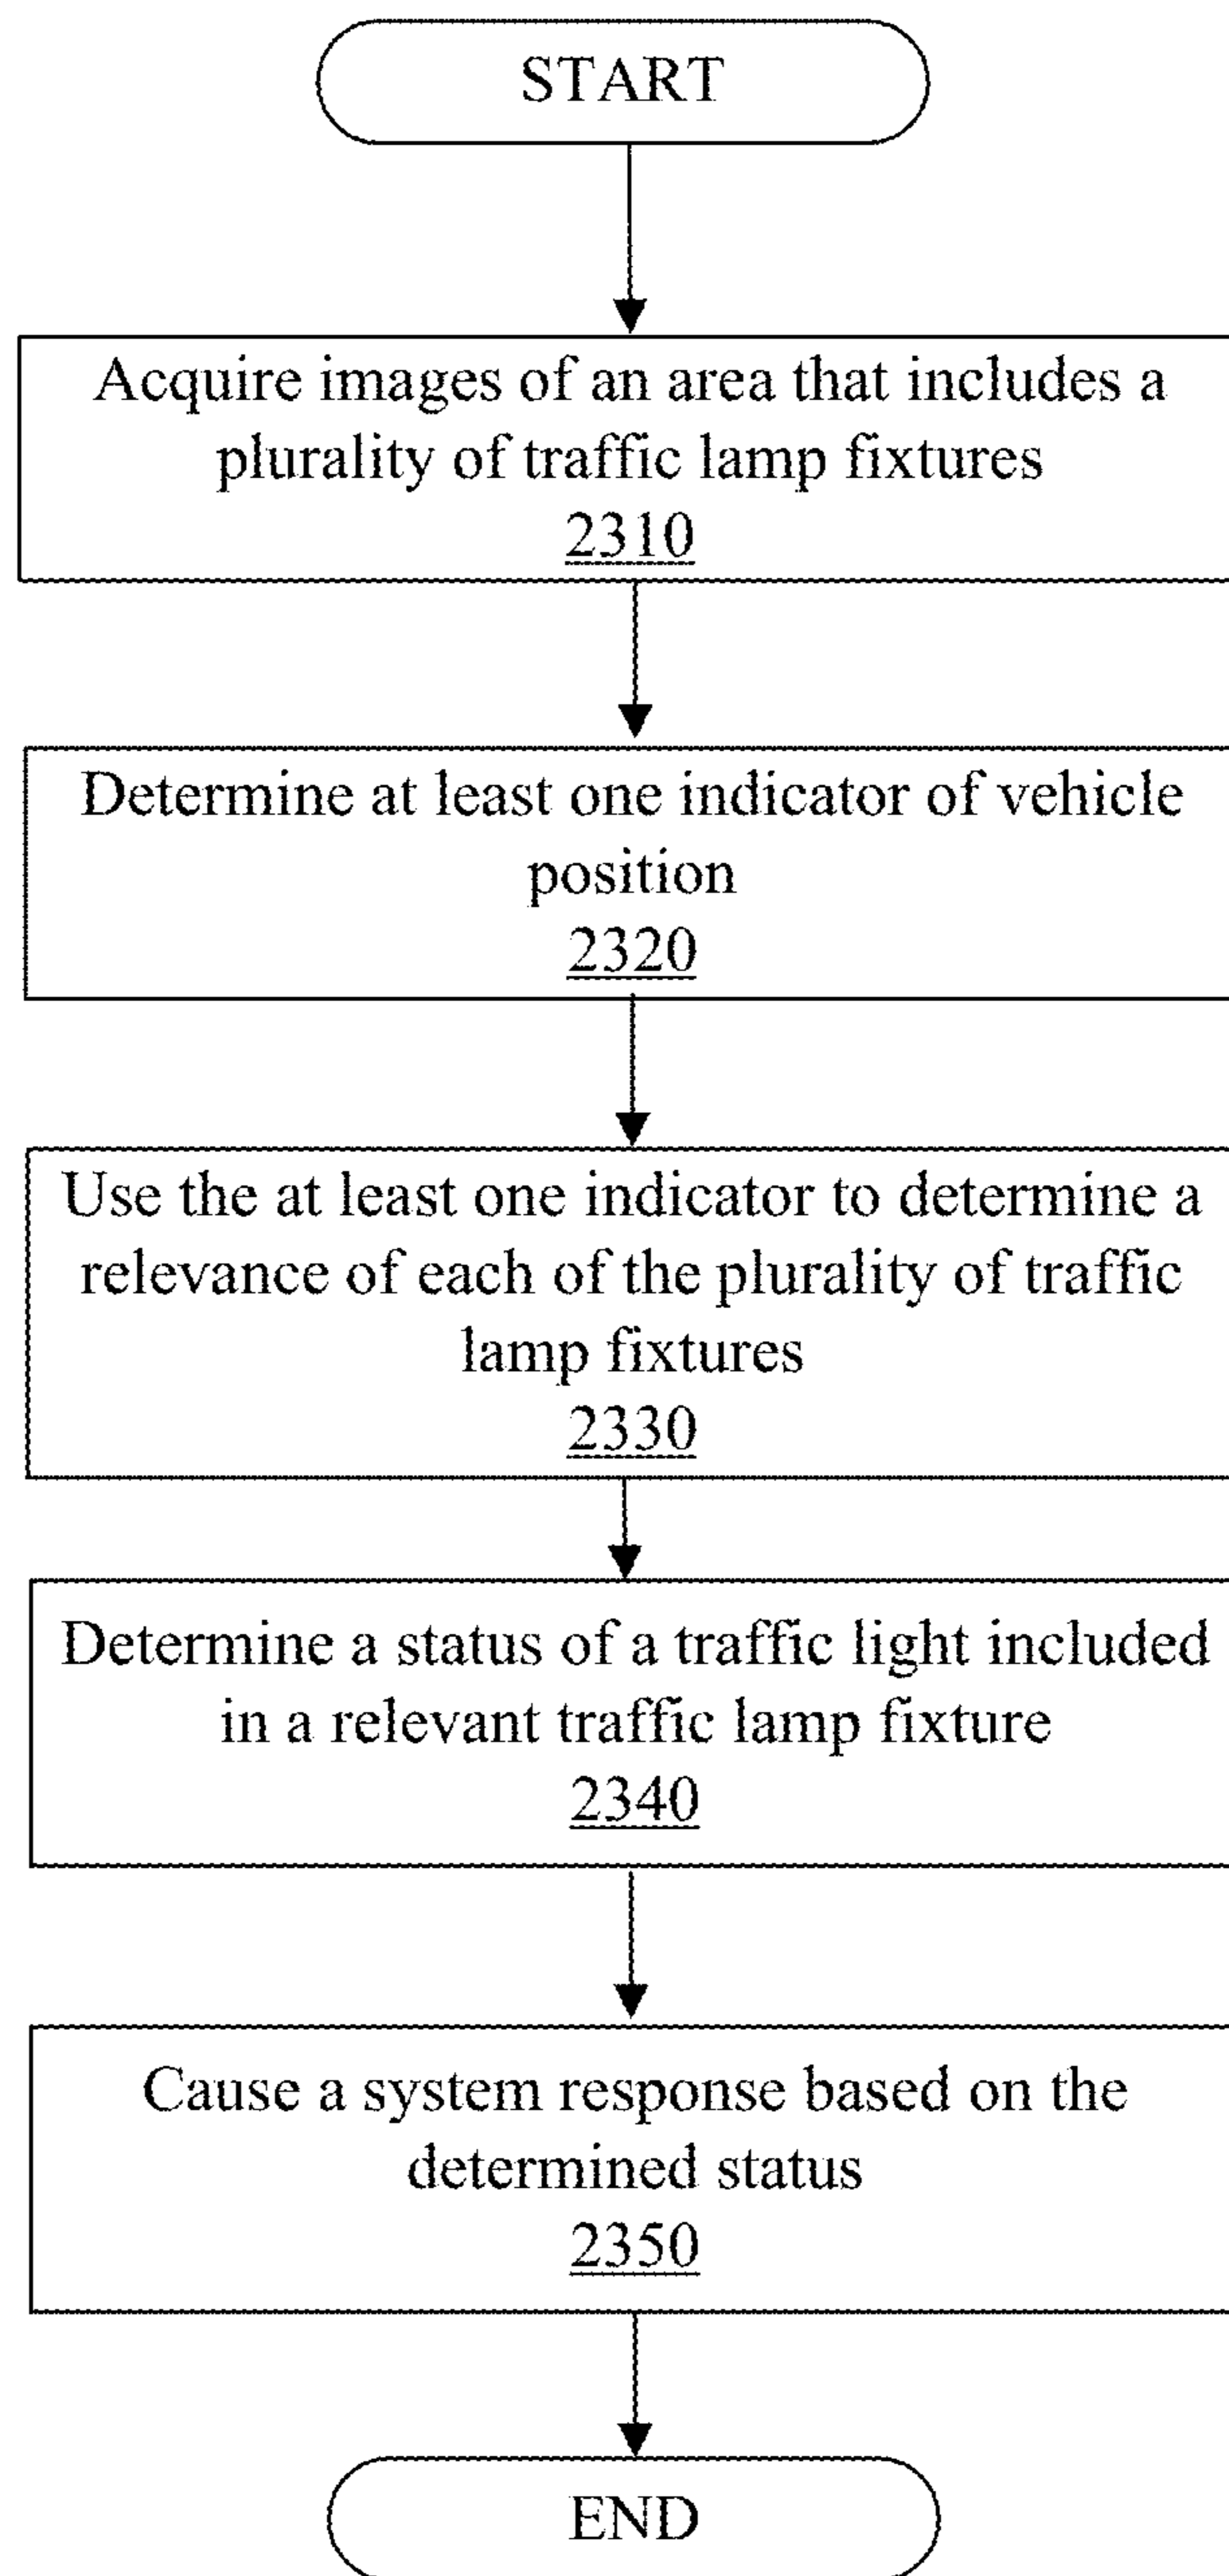 START
Acquire images of an area that includes a
plurality of traffic lamp fixtures
2310
Determine at least one indicator of vehicle
position
2320
Use the at least one indicator to determine a
relevance of each of the plurality of traffic
lamp fixtures
2330
Determine a status of a traffic light included
in a relevant traffic lamp fixture
2340
Cause a system response based on the
determined status
2350
END